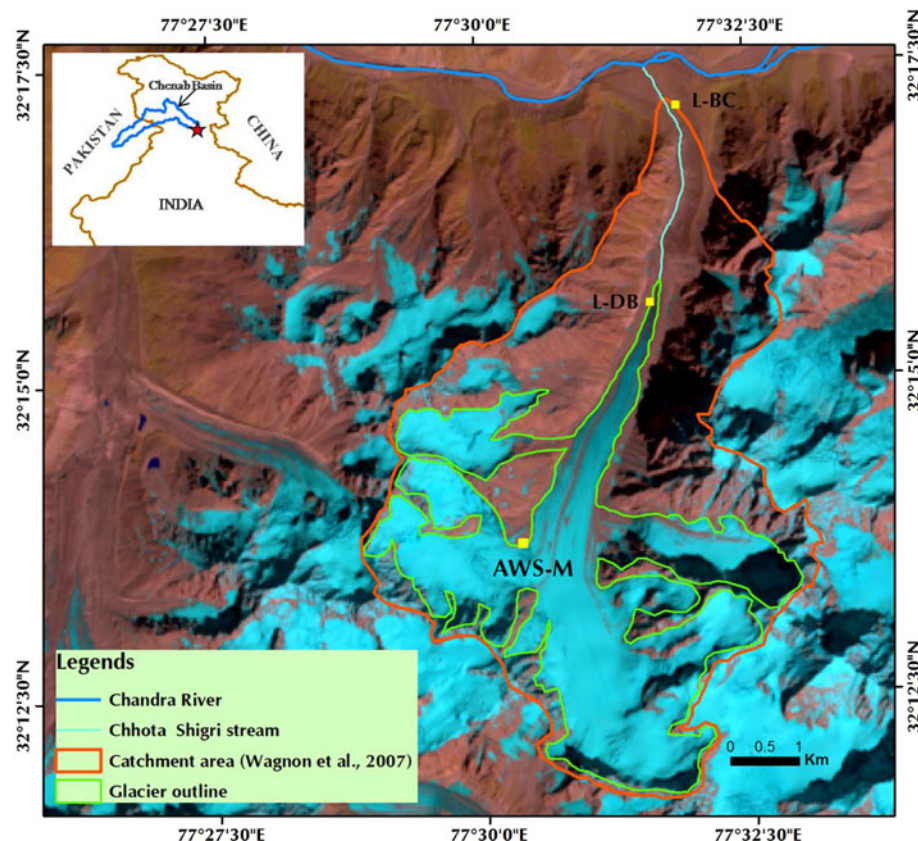 77°27'30"E
77°30'0"E
77°32'30"E
32°17'30"N
32°17'30"N
Chenab Basin
PAKISTAN
CHINA
INDIA
L-BC
L-DB
32°15'0"N
32°15'0"N
AWS-M
32°12'30"N
32°12'30"N
Legends
Chandra River
Chhota Shigri stream
Catchment area (Wagnon et al., 2007)
Glacier outline
0 0.5 1
Km
77°27'30"E
77°30'0"E
77°32'30"E